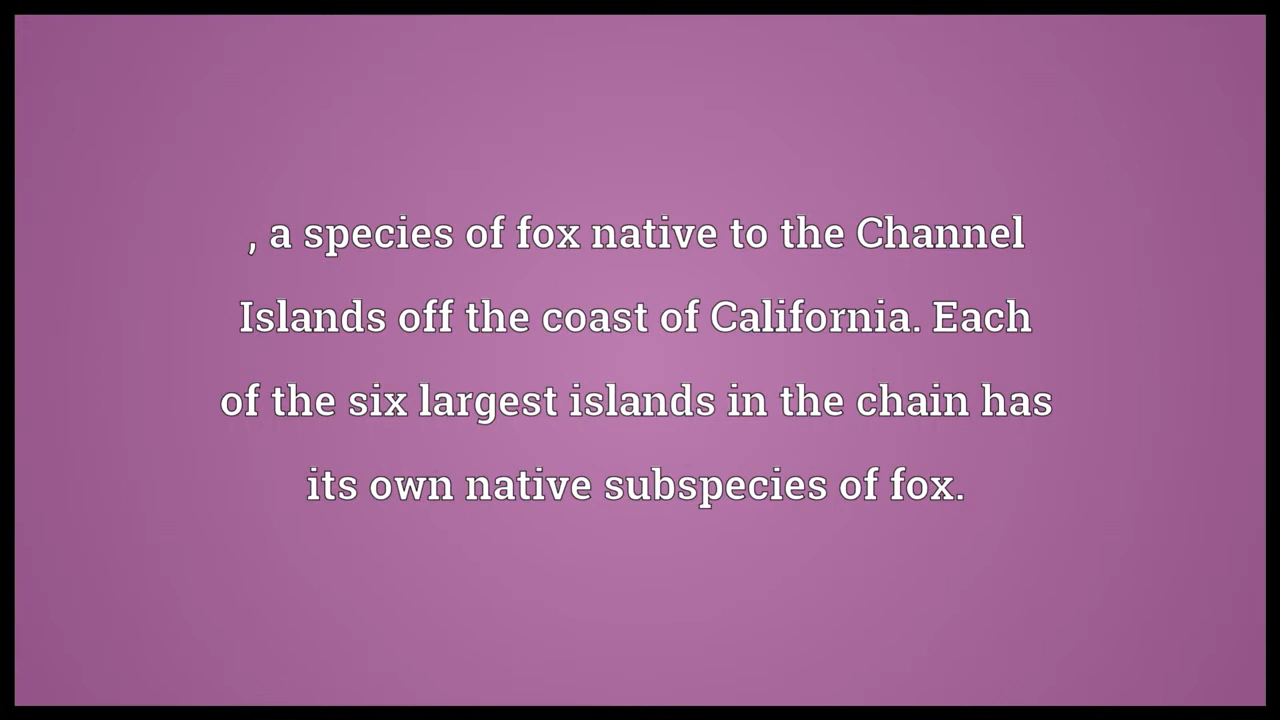 , a species of fox native to the Channel
Islands off the coast of California. Each
of the six largest islands in the chain has
its own native subspecies of fox.